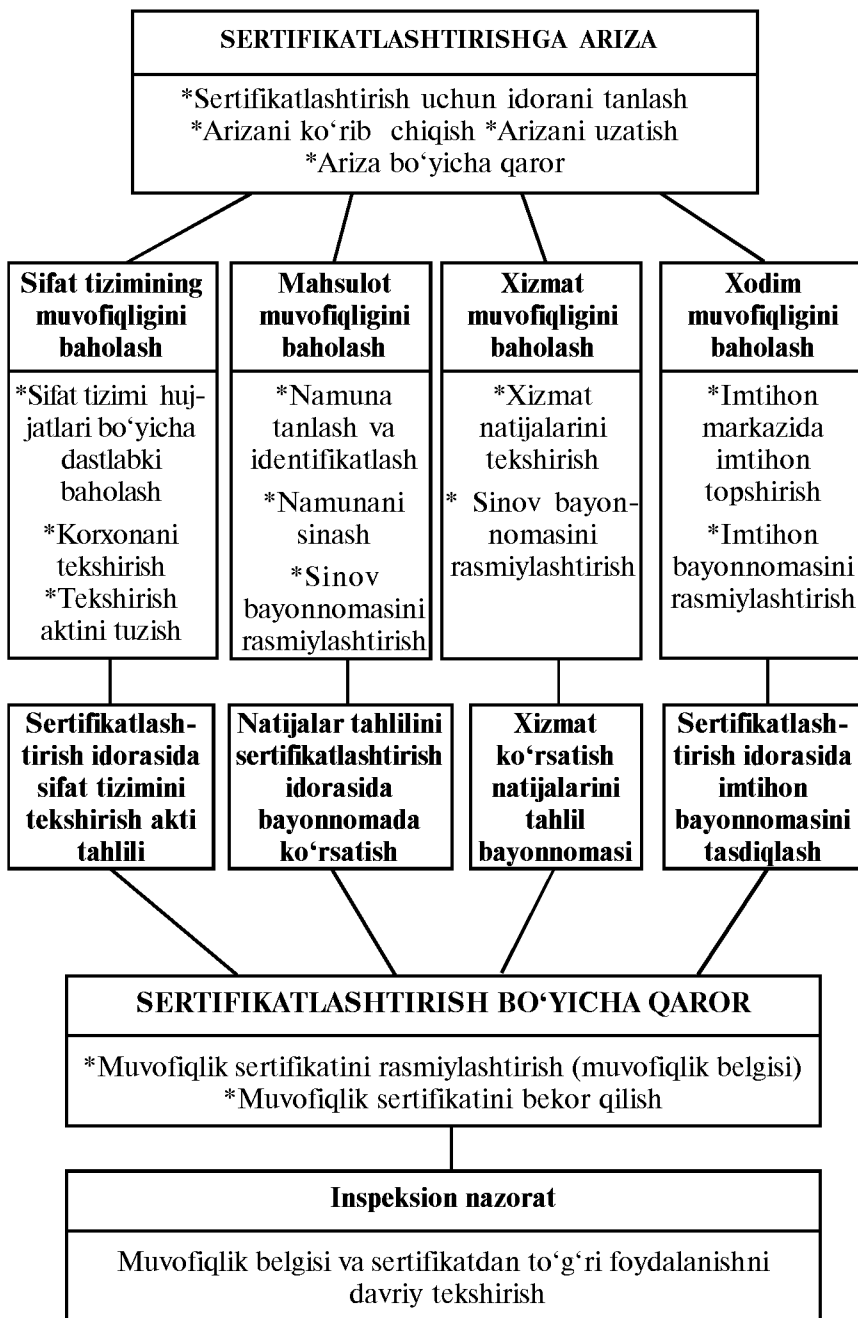 SERTIFIKATLASHTIRISHGA ARIZA
*Sertifikatlashtirish uchun idorani tanlash
*Arizani ko‘rib chiqish *Arizani uzatish
*Ariza bo‘yicha qaror
Sifat tizimining
muvofiqligini
baholash
*Sifat tizimi huj-
jatlari bo‘yicha
dastlabki
baholash
*Korxonani
tekshirish
*Tekshirish
aktini tuzish
Mahsulot
muvofiqligini
baholash
*Namuna
tanlash va
identifikatlash
*Namunani
sinash
*Sinov
bayonnomasini
rasmiylashtirish
Xizmat
muvofiqligini
baholash
*Xizmat
natijalarini
tekshirish
* Sinov bayon-
nomasini
rasmiylashtirish
Xodim
muvofiqligini
baholash
*Imtihon
markazida
imtihon
topshirish
*Imtihon
bayonnomasini
rasmiylashtirish
Sertifikatlash-
tirish idorasida
sifat tizimini
tekshirish akti
tahlili
Natijalar tahlilini
sertifikatlashtirish
idorasida
bayonnomada
ko‘rsatish
Xizmat
ko‘rsatish
natijalarini
tahlil
bayonnomasi
Sertifikatlash-
tirish idorasida
imtihon
bayonnomasini
tasdiqlash
SERTIFIKATLASHTIRISH BO‘YICHA QAROR
*Muvofiqlik sertifikatini rasmiylashtirish (muvofiqlik belgisi)
*Muvofiqlik sertifikatini bekor qilish
Inspeksion nazorat
Muvofiqlik belgisi va sertifikatdan to‘g‘ri foydalanishni
davriy tekshirish